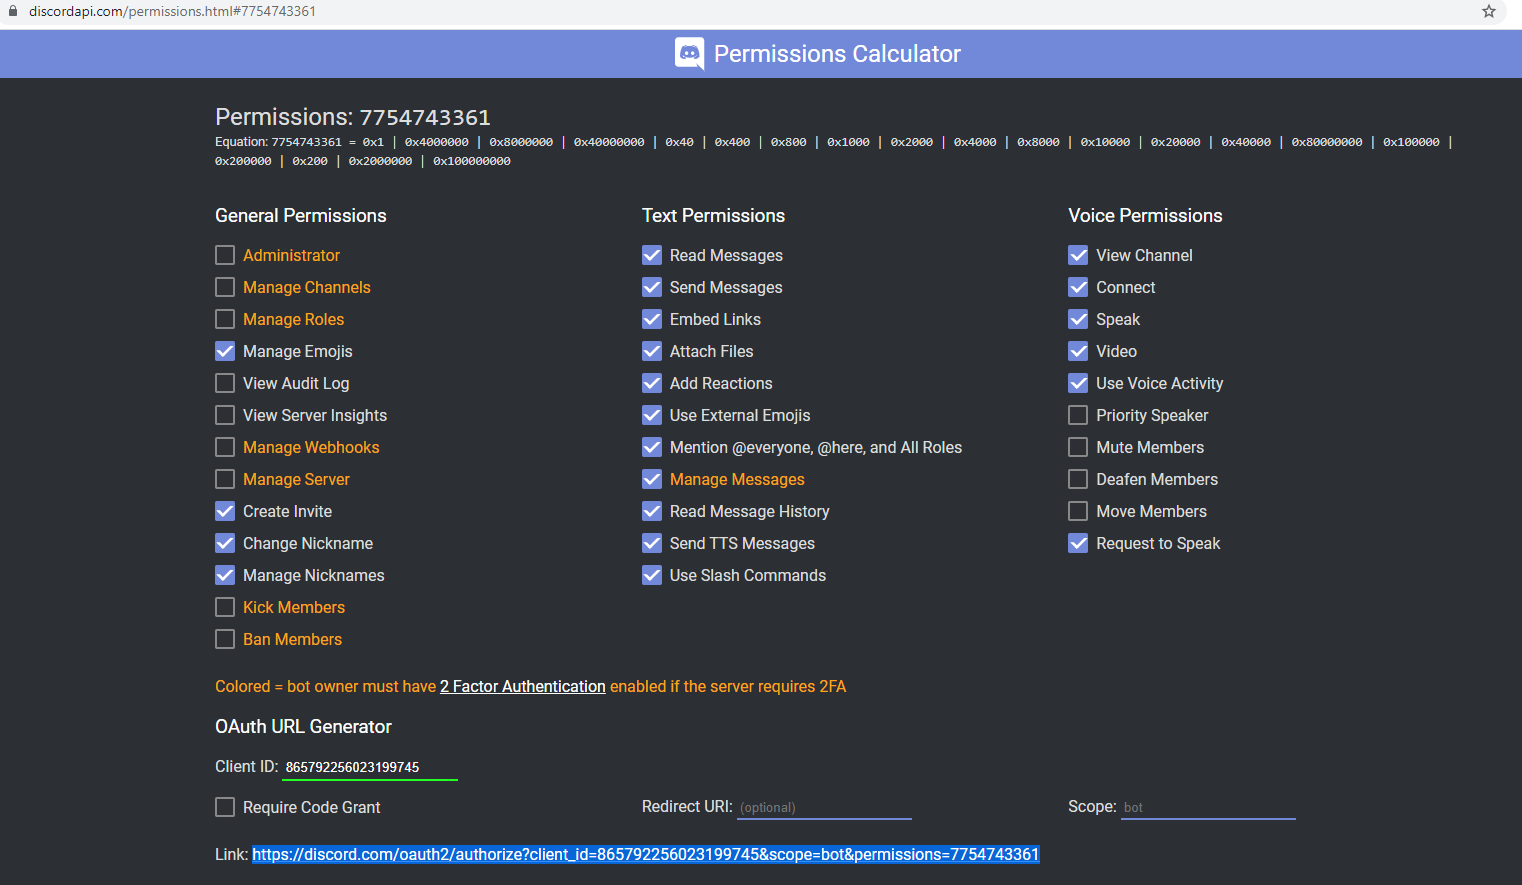 discordapi.com/permissions.html#7754743361
Permissions Calculator
Permissions: 7754743361
Equation: 7754743361 = 0x1 | 0x4000000 | 0x8000000 | 0x40000000 | 0x40 | 0x400 | 0x800 | 0x1000 | 0x2000 | 0x4000 | 0x8000 | 0x10000 | 0x20000 | 0x40000 | 0x80000000 | 0x100000 |
0x200000 | 0x200 | 0x2000000 | 0x100000000
General Permissions
Administrator
Manage Channels
Manage Roles
Manage Emojis
View Audit Log
View Server Insights
Manage Webhooks
Manage Server
Create Invite
Change Nickname
Manage Nicknames
Kick Members
Ban Members
Text Permissions
Read Messages
Send Messages
Embed Links
Attach Files
Add Reactions
Use External Emojis
Mention @everyone, @here, and All Roles
Manage Messages
Read Message History
Send TTS Messages
Use Slash Commands
Voice Permissions
View Channel
Connect
Speak
Video
Use Voice Activity
Priority Speaker
Mute Members
Deafen Members
Move Members
Request to Speak
Colored = bot owner must have 2 Factor Authentication enabled if the server requires 2FA
OAuth URL Generator
Client ID: 865792256023199745
Require Code Grant
Redirect URI: (optional)
Scope: bot
Link: https://discord.com/oauth2/authorize?client_id=865792256023199745&scope=bot&permissions=7754743361